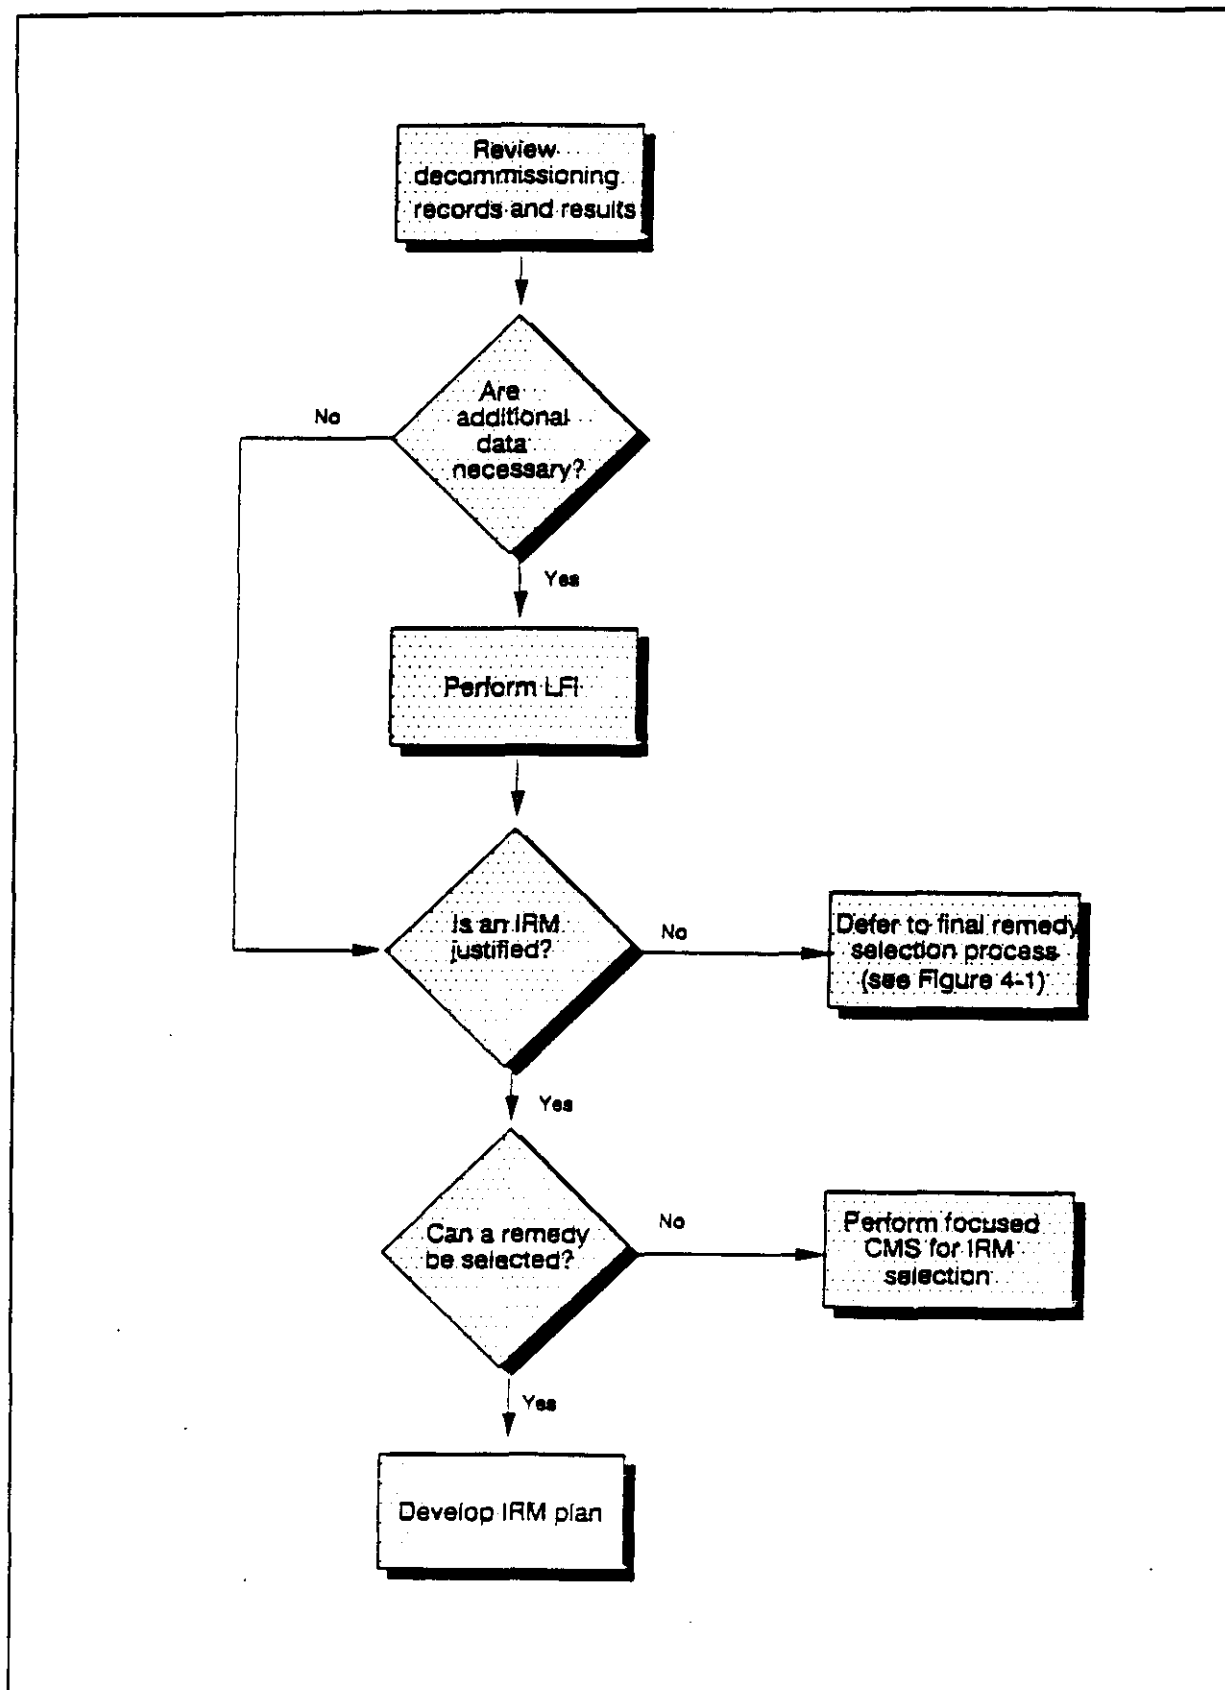 Review
decommissioning
records and results
Are
additional
data
necessary?
No
Yes
Perform LFI
Is an IRM
justified?
No
Defer to final remedy
selection process
(see Figure 4-1)
Yes
Can a remedy
be selected?
No
Perform focused
CMS for IRM
selection
Yes
Develop IRM plan